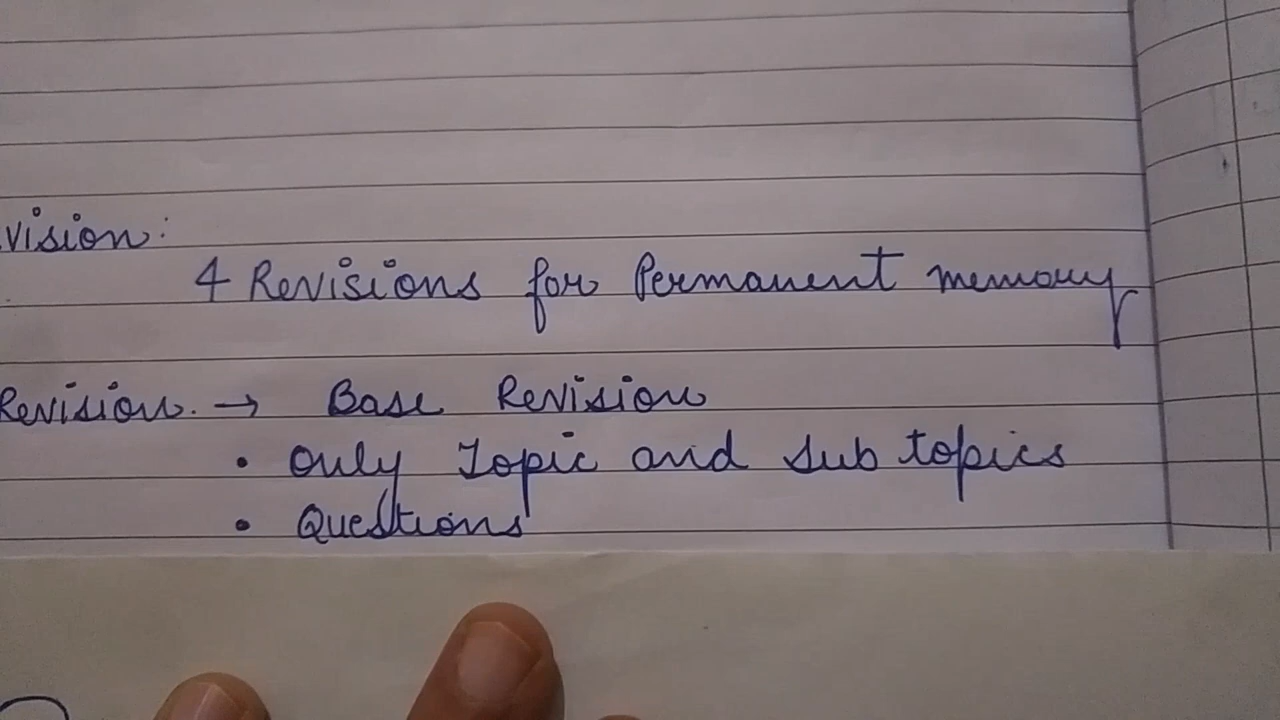 vision:
4 Revisions for Permanent memory
Revision. → Base Revision
• Only Topic and Sub topics
• Questions